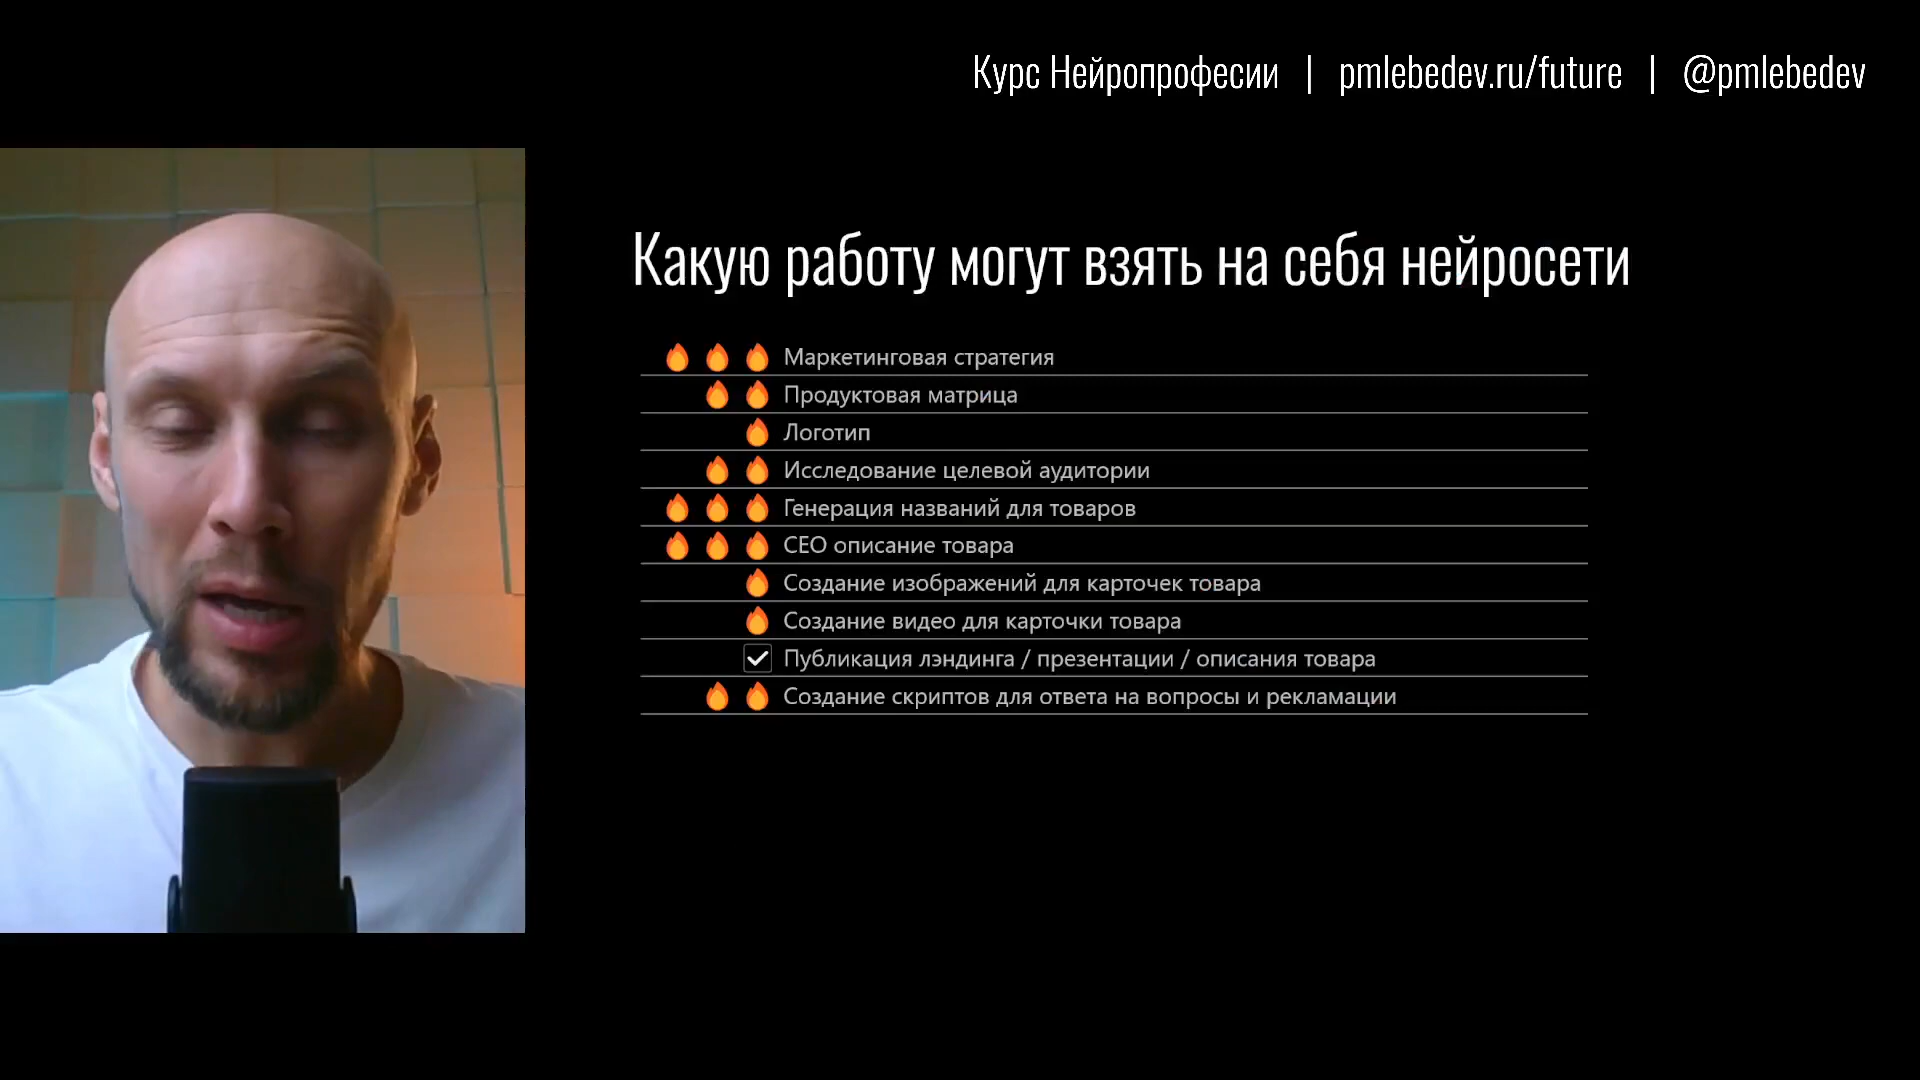 Курс Нейропрофесии | pmlebedev.ru/future | @pmlebedev
Какую работу могут взять на себя нейросети
🔥 🔥 🔥 Маркетинговая стратегия
🔥 🔥 Продуктовая матрица
🔥 Логотип
🔥 🔥 Исследование целевой аудитории
🔥 🔥 🔥 Генерация названий для товаров
🔥 🔥 🔥 СЕО описание товара
🔥 Создание изображений для карточек товара
🔥 Создание видео для карточки товара
☑ Публикация лэндинга / презентации / описания товара
🔥 🔥 Создание скриптов для ответа на вопросы и рекламации